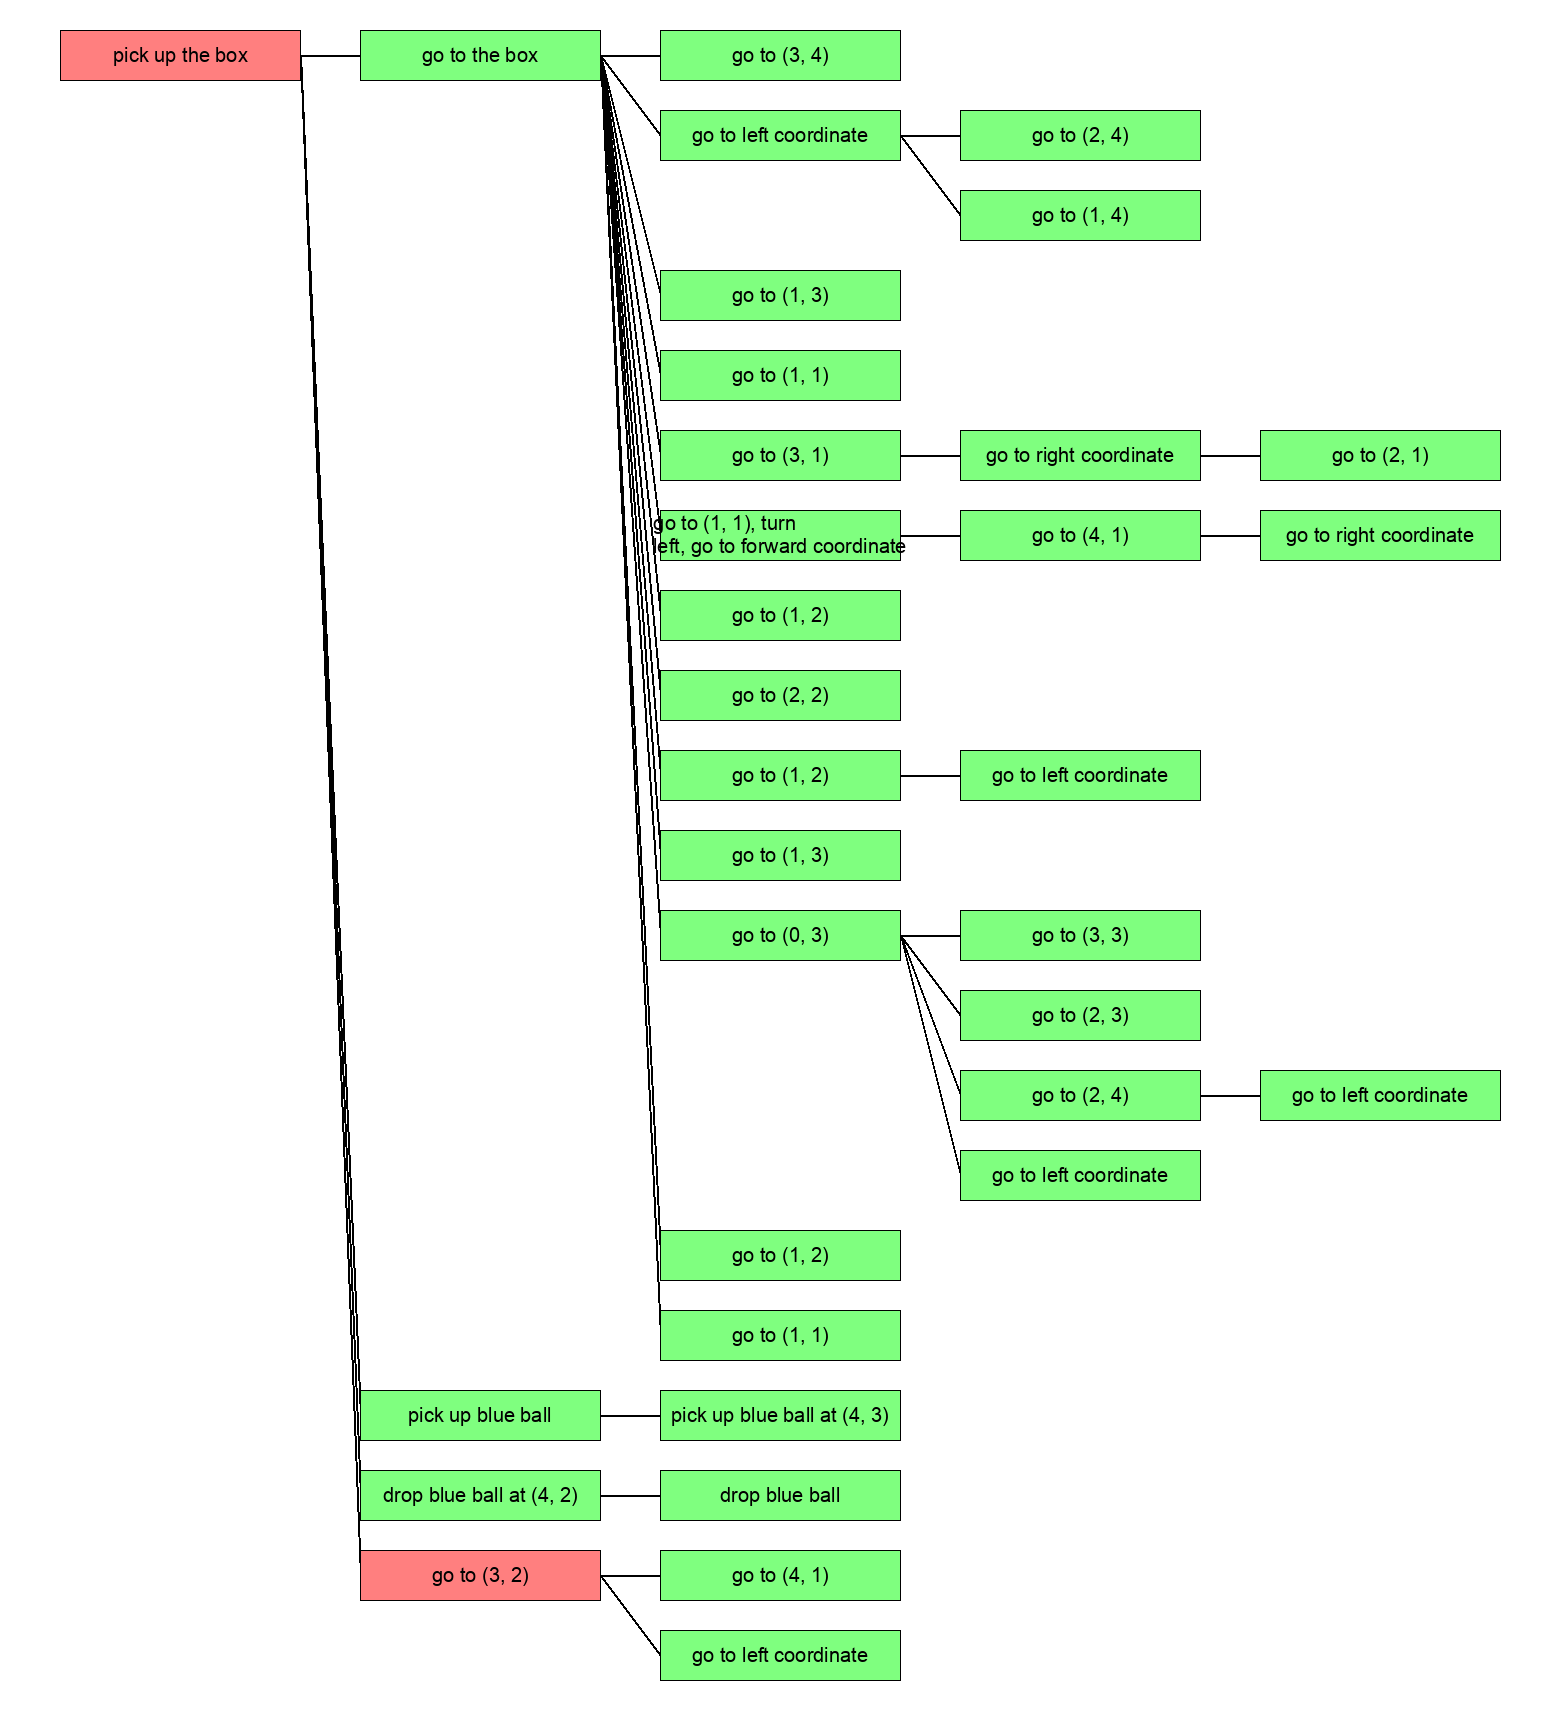 pick up the box
go to the box
go to (3, 4)
go to left coordinate
go to (2, 4)
go to (1, 4)
go to (1, 3)
go to (1, 1)
go to (3, 1)
go to right coordinate
go to (2, 1)
go to (1, 1), turn
left, go to forward coordinate
go to (4, 1)
go to right coordinate
go to (1, 2)
go to (2, 2)
go to (1, 2)
go to left coordinate
go to (1, 3)
go to (0, 3)
go to (3, 3)
go to (2, 3)
go to (2, 4)
go to left coordinate
go to left coordinate
go to (1, 2)
go to (1, 1)
pick up blue ball
pick up blue ball at (4, 3)
drop blue ball at (4, 2)
drop blue ball
go to (3, 2)
go to (4, 1)
go to left coordinate